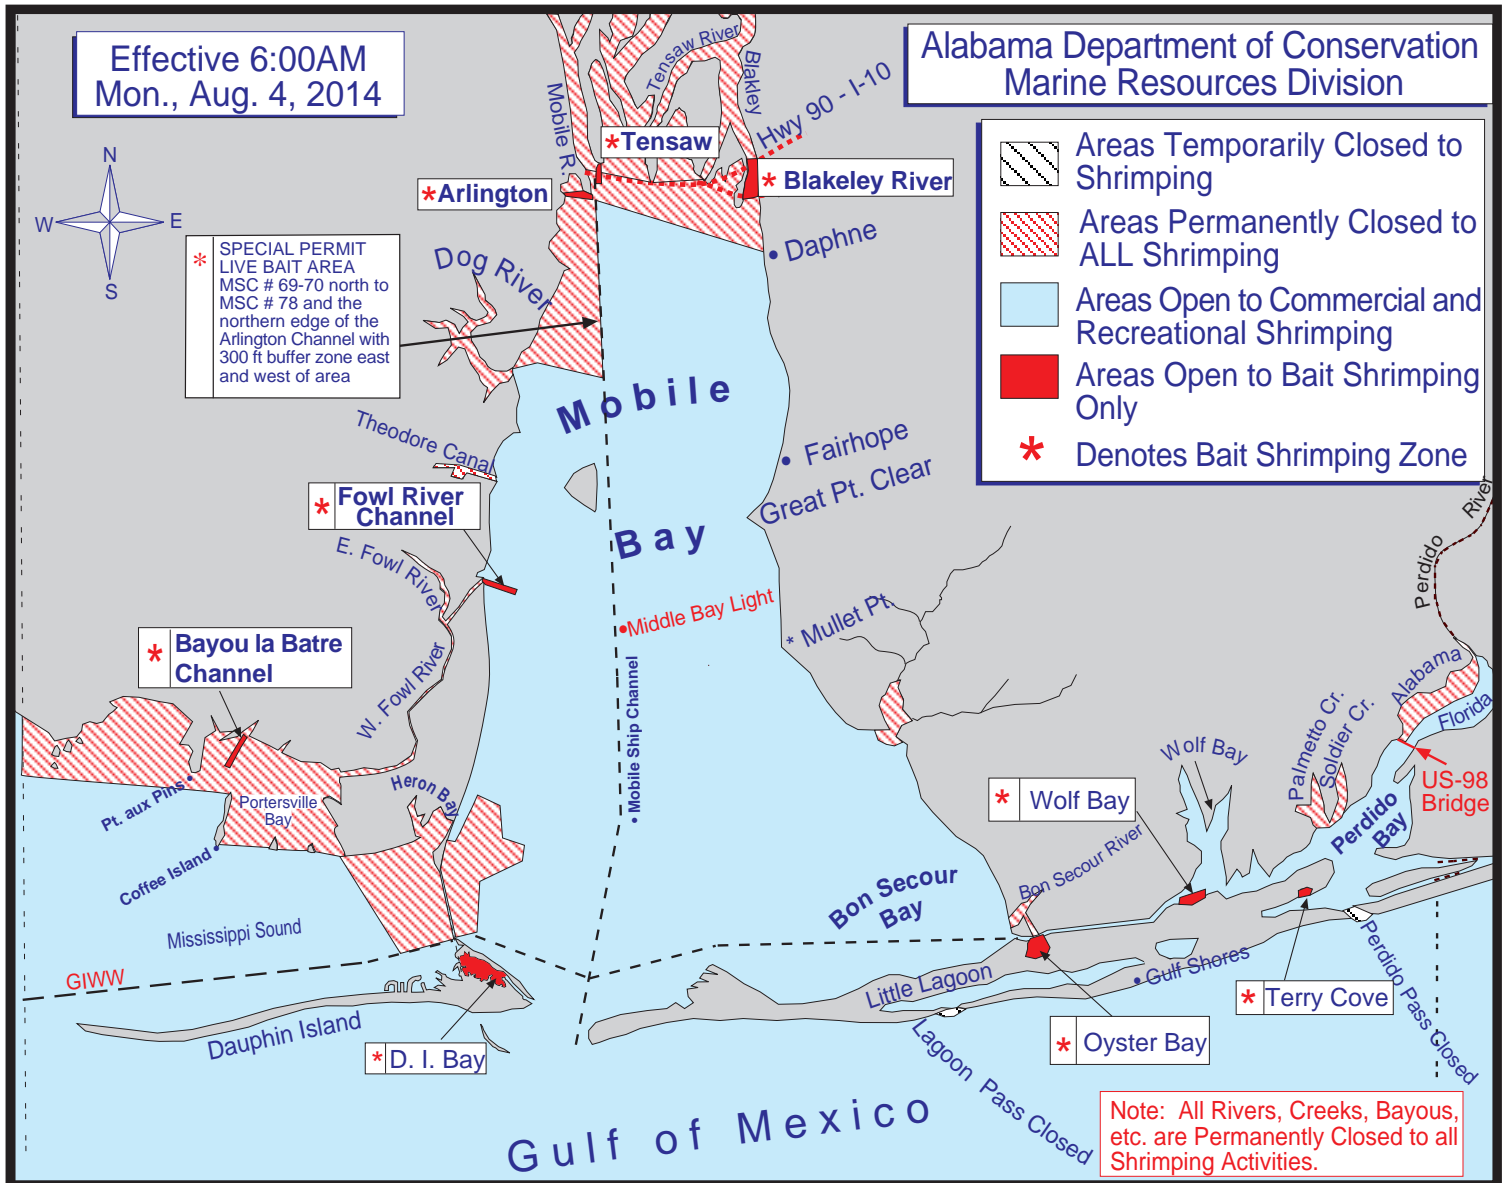 Effective 6:00AM
Mon., Aug. 4, 2014
Alabama Department of Conservation
Marine Resources Division
Areas Temporarily Closed to
Shrimping
Areas Permanently Closed to
ALL Shrimping
Areas Open to Commercial and
Recreational Shrimping
Areas Open to Bait Shrimping
Only
* Denotes Bait Shrimping Zone
N
W
E
S
* SPECIAL PERMIT
LIVE BAIT AREA
MSC # 69-70 north to
MSC # 78 and the
northern edge of the
Arlington Channel with
300 ft buffer zone east
and west of area
Mobile R.
Tensaw River
Blakley
Hwy 90 - I-10
*Tensaw
*Arlington
* Blakeley River
Dog River
Daphne
Mobile
Bay
Theodore Canal
Fairhope
Great Pt. Clear
* Fowl River
Channel
E. Fowl River
Middle Bay Light
* Mullet Pt.
* Bayou la Batre
Channel
W. Fowl River
Mobile Ship Channel
Perdido River
Alabama
Florida
Palmetto Cr.
Soldier Cr.
Wolf Bay
US-98
Bridge
Perdido
Bay
Heron Bay
Pt. aux Pins
Portersville
Bay
* Wolf Bay
Coffee Island
Bon Secour River
Bon Secour
Bay
Mississippi Sound
GIWW
Little Lagoon
Gulf Shores
* Terry Cove
Perdido Pass Closed
Dauphin Island
* D. I. Bay
* Oyster Bay
Lagoon Pass Closed
Gulf of Mexico
Note: All Rivers, Creeks, Bayous,
etc. are Permanently Closed to all
Shrimping Activities.